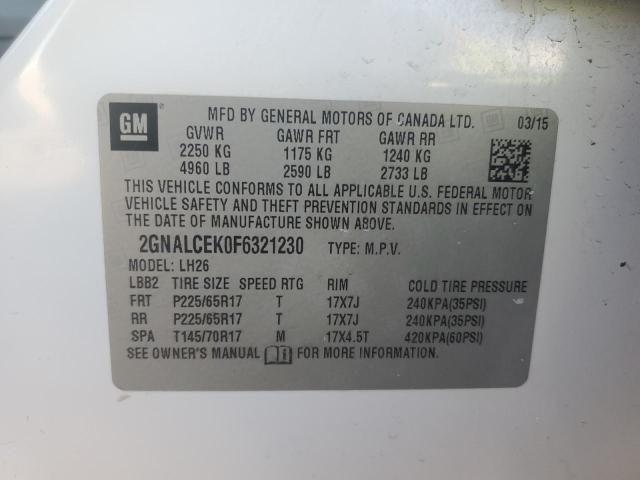 GM
MFD BY GENERAL MOTORS OF CANADA LTD. 03/15
GVWR GAWR FRT GAWR RR
2250 KG 1175 KG 1240 KG
4960 LB 2590 LB 2733 LB
THIS VEHICLE CONFORMS TO ALL APPLICABLE U.S. FEDERAL MOTOR
VEHICLE SAFETY AND THEFT PREVENTION STANDARDS IN EFFECT ON
THE DATE OF MANUFACTURE SHOWN ABOVE.
2GNALCEK0F6321230 TYPE: M.P.V.
MODEL: LH26
LBB2 TIRE SIZE SPEED RTG RIM COLD TIRE PRESSURE
FRT P225/65R17 T 17X7J 240KPA(35PSI)
RR P225/65R17 T 17X7J 240KPA(35PSI)
SPA T145/70R17 M 17X4.5T 420KPA(60PSI)
SEE OWNER'S MANUAL FOR MORE INFORMATION.